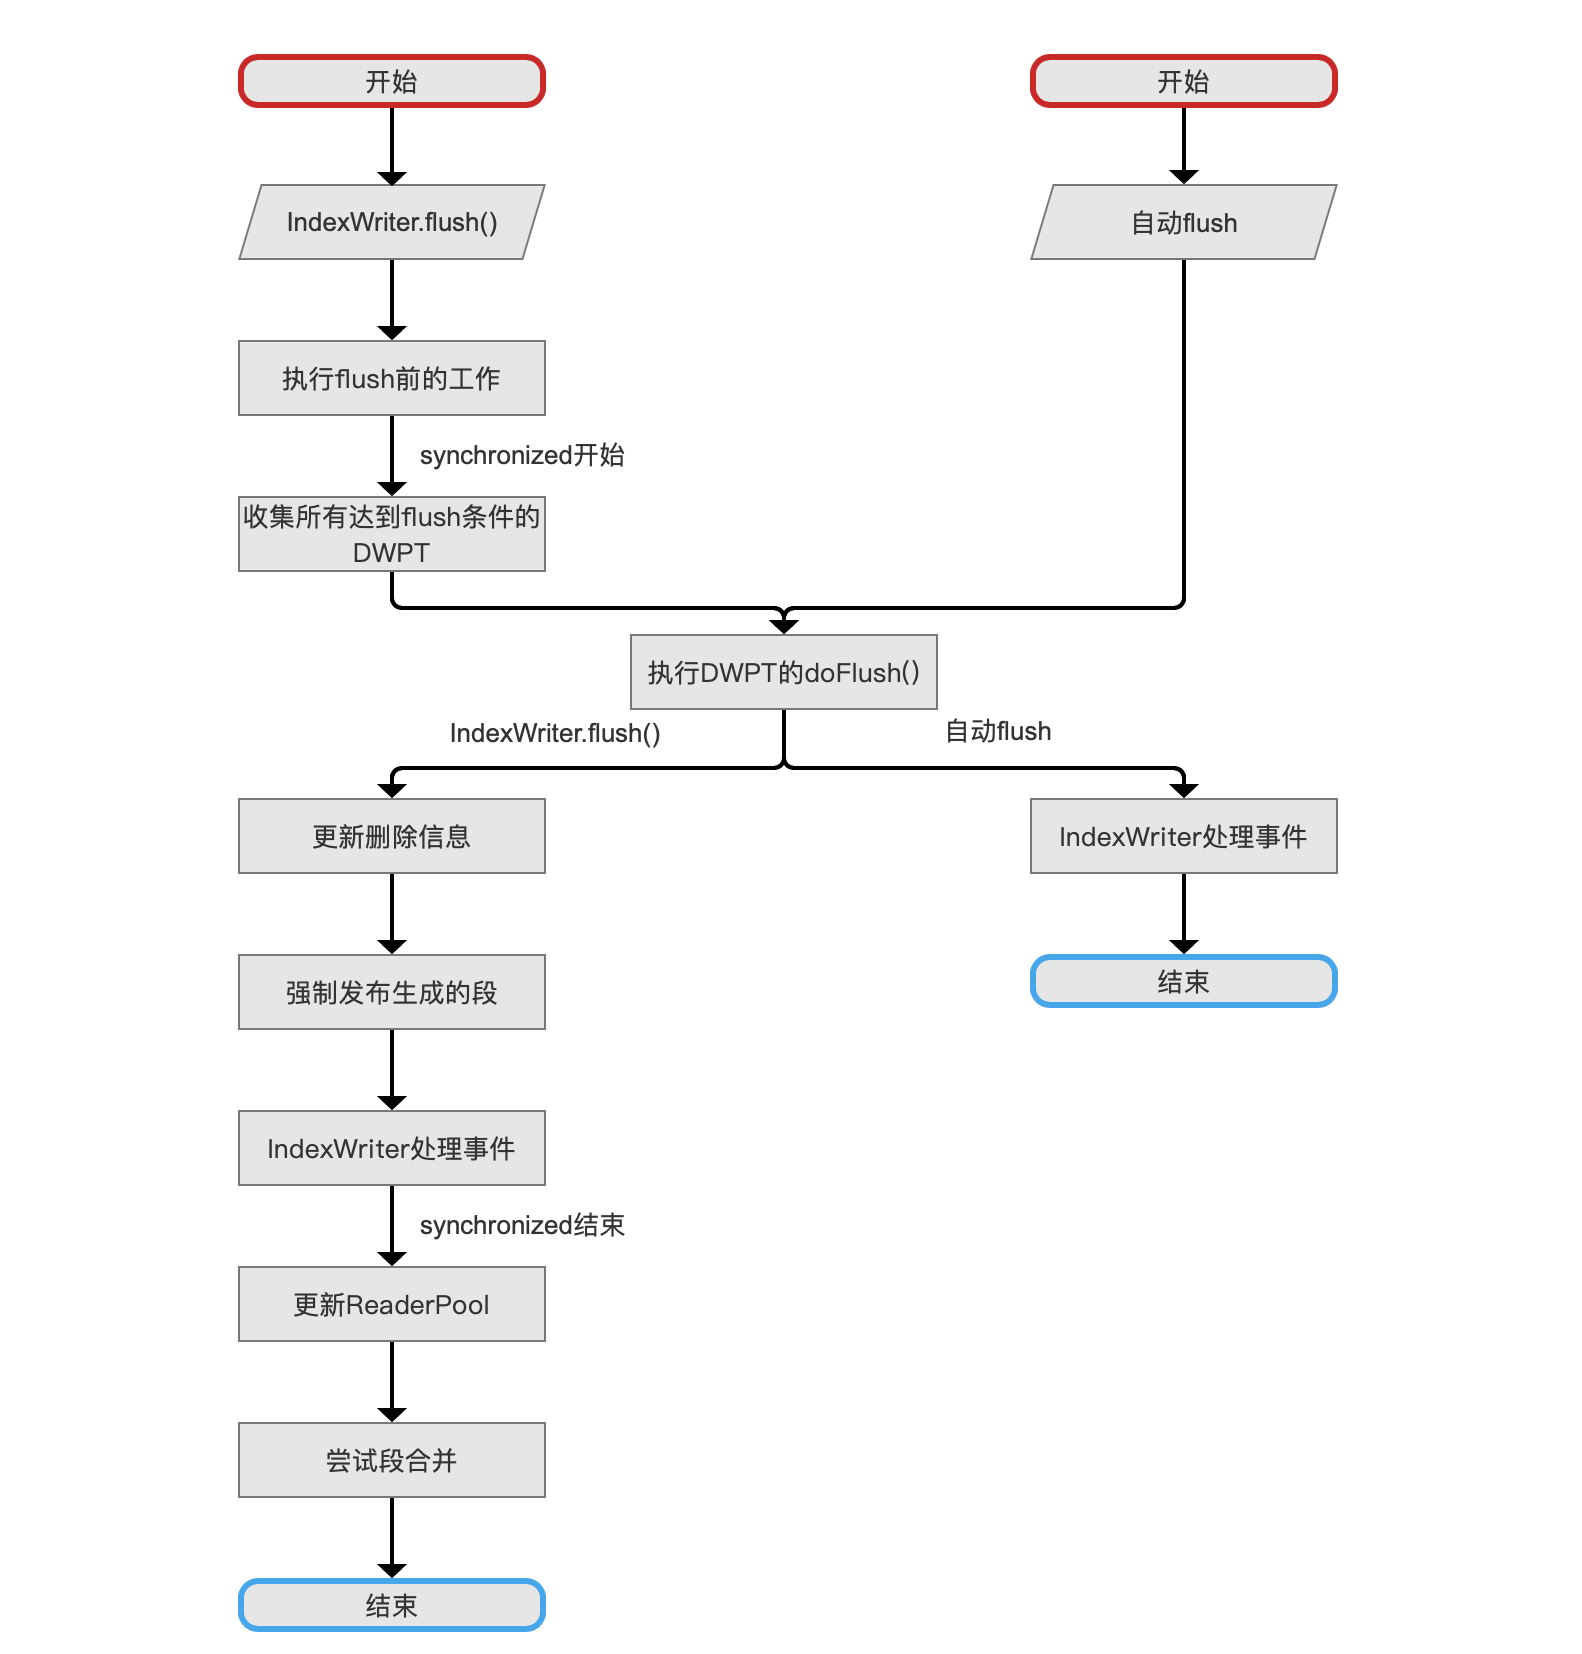 开始
开始
IndexWriter.flush()
自动flush
执行flush前的工作
synchronized开始
收集所有达到flush条件的
DWPT
执行DWPT的doFlush()
IndexWriter.flush()
自动flush
更新删除信息
IndexWriter处理事件
强制发布生成的段
结束
IndexWriter处理事件
synchronized结束
更新ReaderPool
尝试段合并
结束